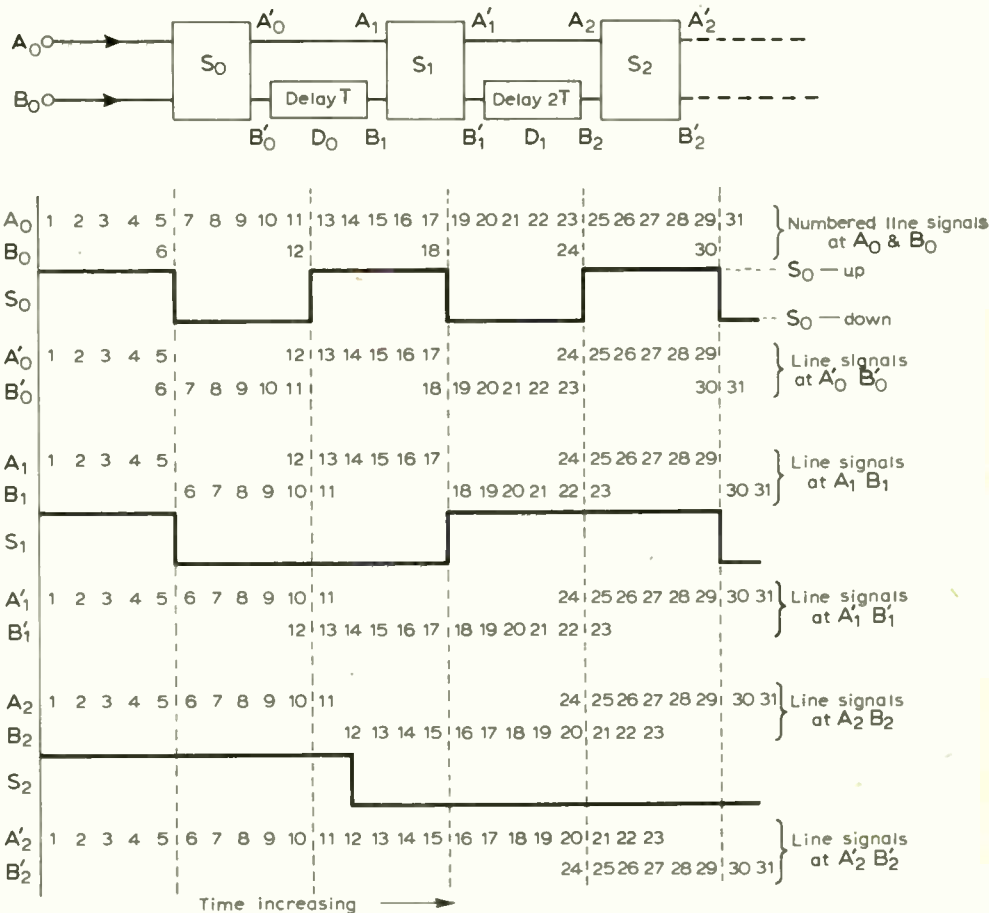 A′0 A1 A′1 A2 A′2
A0 S0 S1 S2
B0 Delay T Delay 2T
B′0 D0 B1 B′1 D1 B2 B′2
A0 1 2 3 4 5 7 8 9 10 11 13 14 15 16 17 19 20 21 22 23 25 26 27 28 29 31 Numbered line signals
B0 6 12 18 24 30 at A0 & B0
S0 — up
S0
S0 — down
A′0 1 2 3 4 5 12 13 14 15 16 17 24 25 26 27 28 29 Line signals
B′0 6 7 8 9 10 11 18 19 20 21 22 23 30 31 at A′0 B′0
A1 1 2 3 4 5 12 13 14 15 16 17 24 25 26 27 28 29 Line signals
B1 6 7 8 9 10 11 18 19 20 21 22 23 30 31 at A1 B1
S1
A′1 1 2 3 4 5 6 7 8 9 10 11 24 25 26 27 28 29 30 31 Line signals
B′1 12 13 14 15 16 17 18 19 20 21 22 23 at A′1 B′1
A2 1 2 3 4 5 6 7 8 9 10 11 24 25 26 27 28 29 30 31 Line signals
B2 12 13 14 15 16 17 18 19 20 21 22 23 at A2 B2
S2
A′2 1 2 3 4 5 6 7 8 9 10 11 12 13 14 15 16 17 18 19 20 21 22 23 Line signals
B′2 24 25 26 27 28 29 30 31 at A′2 B′2
Time increasing